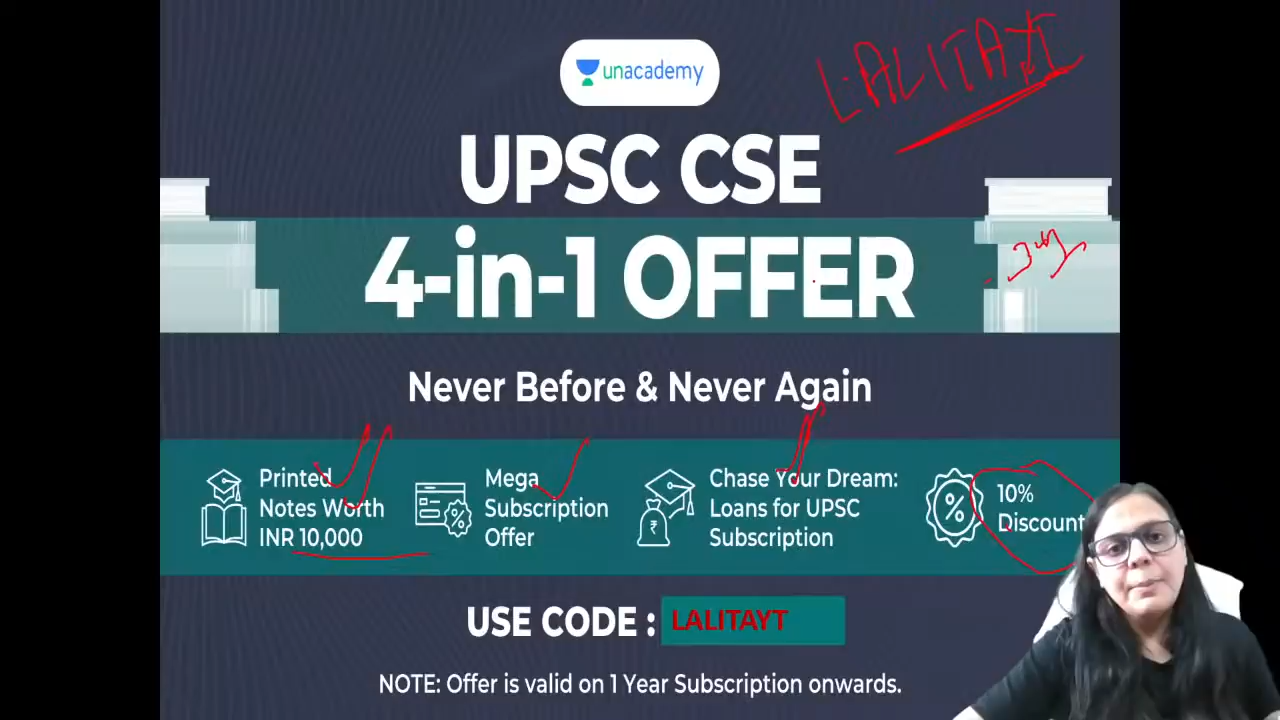 unacademy
LALITAYT
UPSC CSE
4-in-1 OFFER
Never Before & Never Again
Printed
Notes Worth
INR 10,000
Mega
Subscription
Offer
Chase Your Dream:
Loans for UPSC
Subscription
10%
Discount
USE CODE : LALITAYT
NOTE: Offer is valid on 1 Year Subscription onwards.